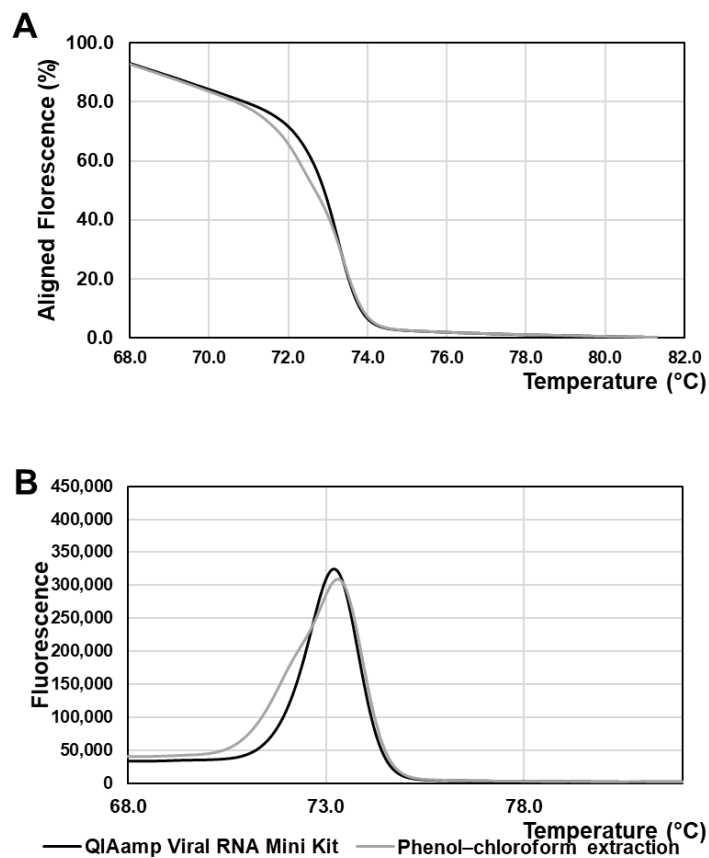 A
Aligned Florescence (%)
100.0
80.0
60.0
40.0
20.0
0.0
68.0 70.0 72.0 74.0 76.0 78.0 80.0 82.0
Temperature (°C)
B
Fluorescence
450,000
400,000
350,000
300,000
250,000
200,000
150,000
100,000
50,000
0
68.0 73.0 78.0
Temperature (°C)
QIAamp Viral RNA Mini Kit Phenol–chloroform extraction